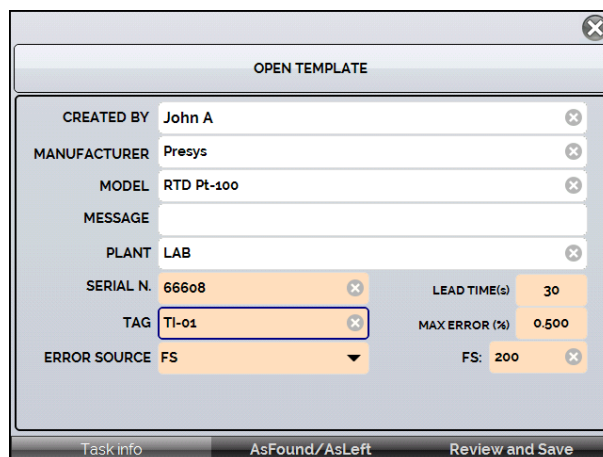 OPEN TEMPLATE
CREATED BY John A
MANUFACTURER Presys
MODEL RTD Pt-100
MESSAGE
PLANT LAB
SERIAL N. 66608 LEAD TIME(s) 30
TAG TI-01 MAX ERROR (%) 0.500
ERROR SOURCE FS FS: 200
Task info AsFound/AsLeft Review and Save